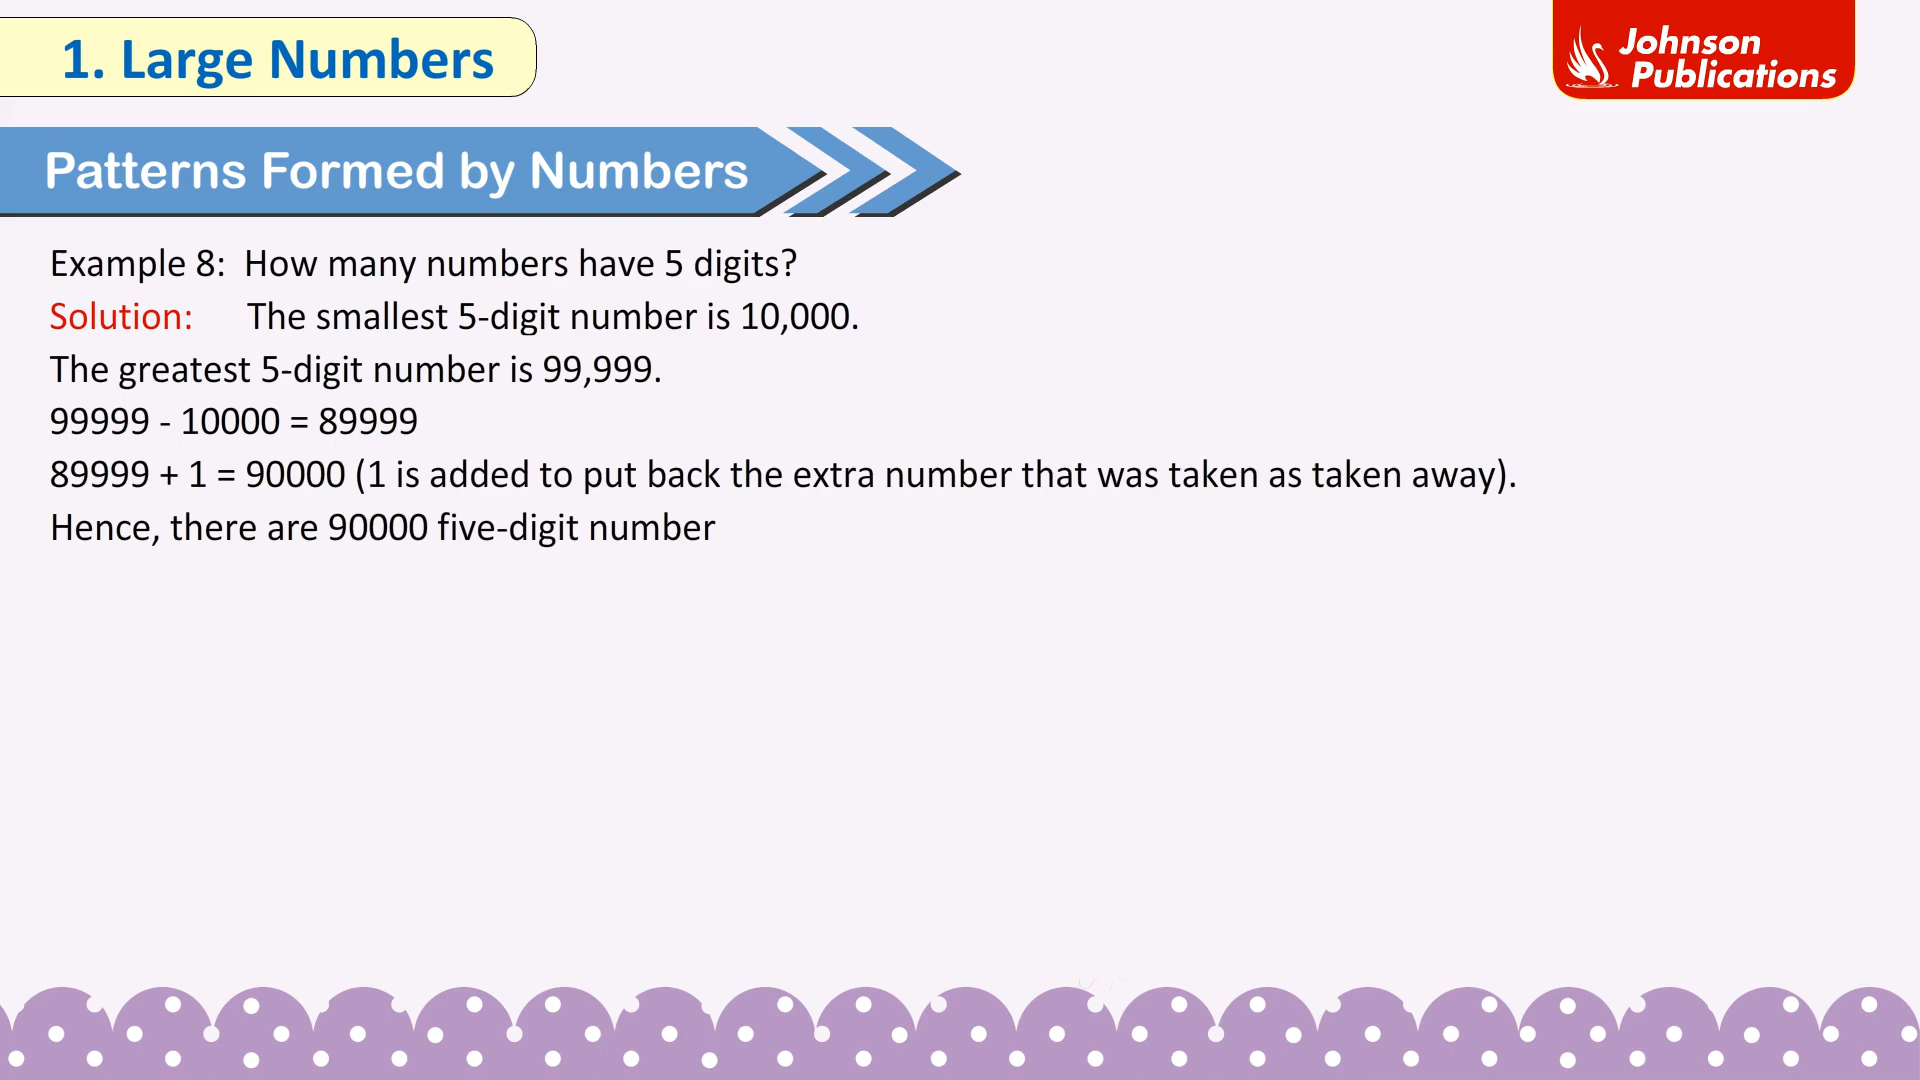 1. Large Numbers
Johnson
Publications
Patterns Formed by Numbers
Example 8: How many numbers have 5 digits?
Solution: The smallest 5-digit number is 10,000.
The greatest 5-digit number is 99,999.
99999 - 10000 = 89999
89999 + 1 = 90000 (1 is added to put back the extra number that was taken as taken away).
Hence, there are 90000 five-digit number